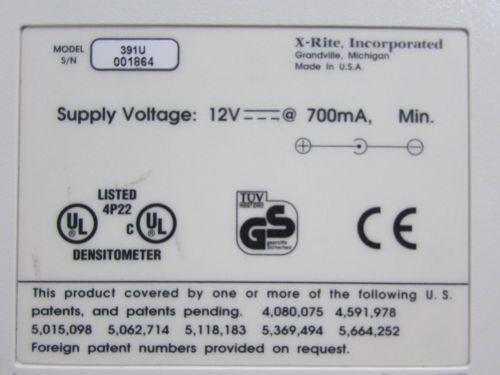 MODEL 391U
S/N 001864
X-Rite, Incorporated
Grandville, Michigan
Made in U.S.A.
Supply Voltage: 12V @ 700mA, Min.
LISTED
4P22
UL C UL
DENSITOMETER
TÜV
GS
geprüfte
Sicherheit
CE
This product covered by one or more of the following U. S.
patents, and patents pending. 4,080,075 4,591,978
5,015,098 5,062,714 5,118,183 5,369,494 5,664,252
Foreign patent numbers provided on request.